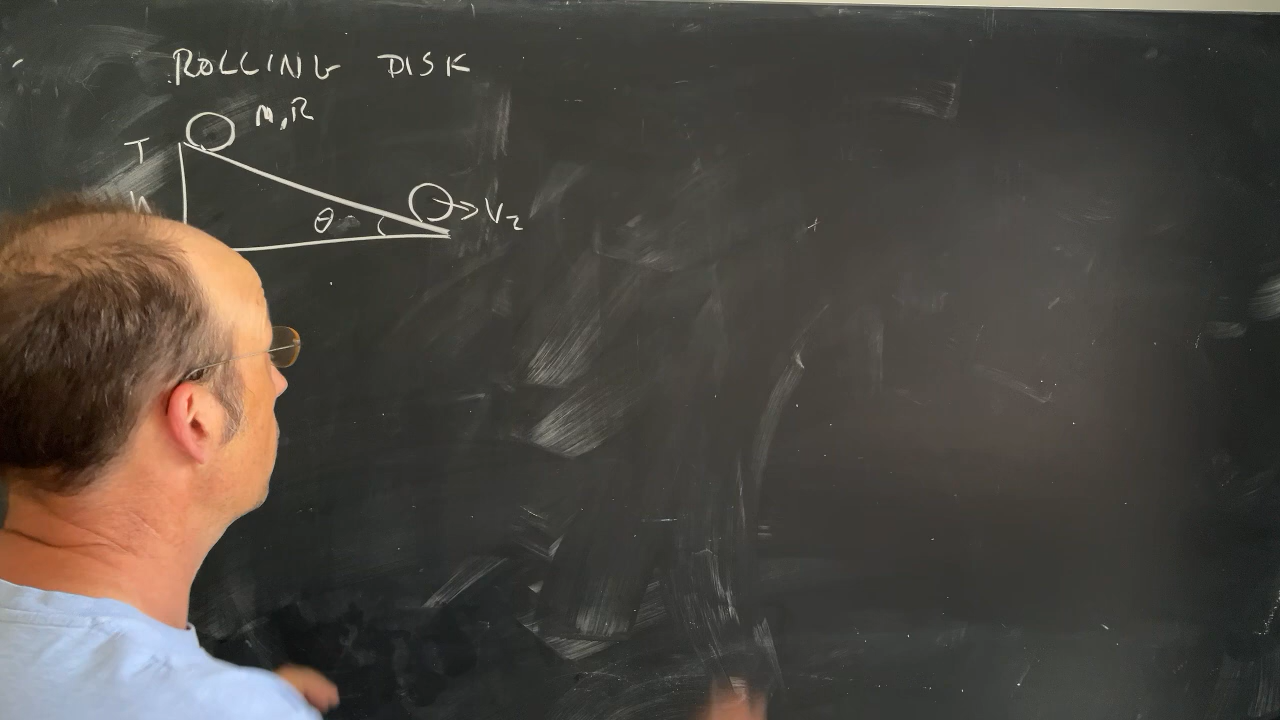 ROLLING DISK
M,R
T
h
θ
V2